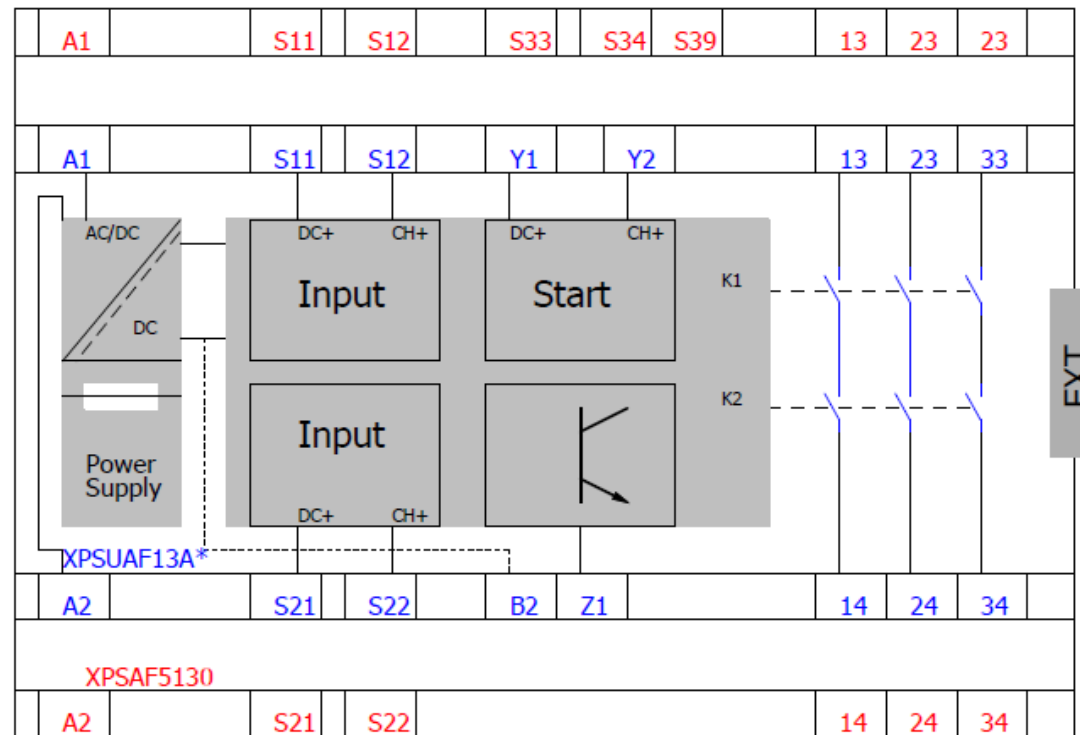 A1 S11 S12 S33 S34 S39 13 23 23
A1 S11 S12 Y1 Y2 13 23 33
AC/DC DC+ CH+ DC+ CH+
Input Start K1
DC
EXT
K2
Input
Power
Supply
DC+ CH+
XPSUAF13A*
A2 S21 S22 B2 Z1 14 24 34
XPSAF5130
A2 S21 S22 14 24 34